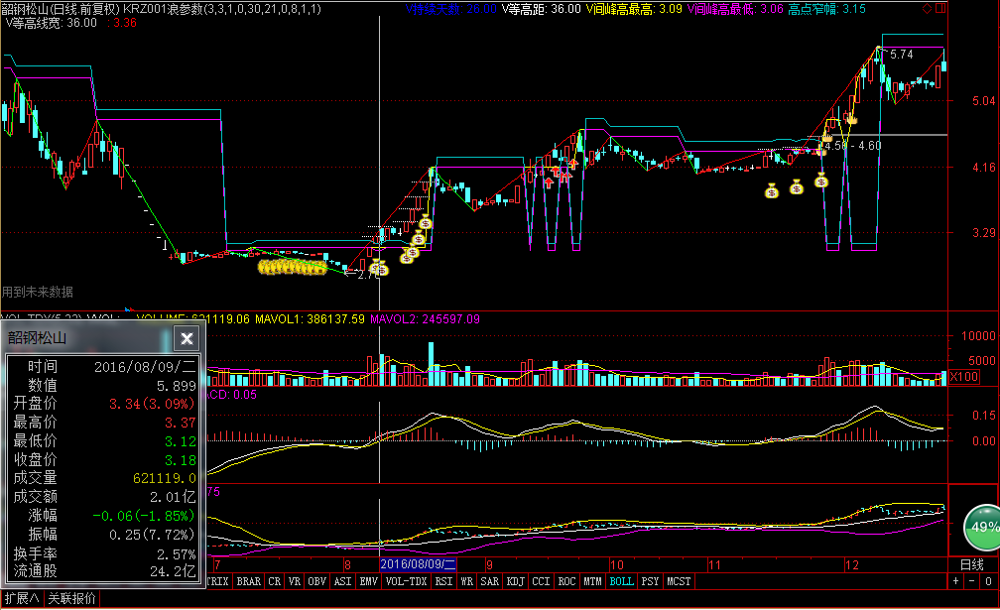 韶钢松山(日线.前复权) KRZ001浪参数(3,3,1,0,30,21,0,8,1,1) V持续天数: 26.00 V等高距: 36.00 V间峰高最高: 3.09 V间峰高最低: 3.06 高点窄幅: 3.15
V等高线宽: 36.00 : 3.36
5.74
5.04
4.56 - 4.60
4.16
3.29
用到未来数据
VOLUME: 621119.06 MAVOL1: 386137.59 MAVOL2: 245597.09
韶钢松山
时间 2016/08/09/二
数值 5.899
开盘价 3.34(3.09%)
最高价 3.37
最低价 3.12
收盘价 3.18
成交量 621119.0
成交额 2.01亿
涨幅 -0.06(-1.85%)
振幅 0.25(7.72%)
换手率 2.57%
流通股 24.2亿
10000
5000
X100
ACD: 0.05
0.15
0.00
75
49%
7 8 2016/08/09/二 9 10 11 12 日线
TRIX BRAR CR VR OBV ASI EMV VOL-TDX RSI WR SAR KDJ CCI ROC MTM BOLL PSY MCST + - 0
扩展∧ 关联报价